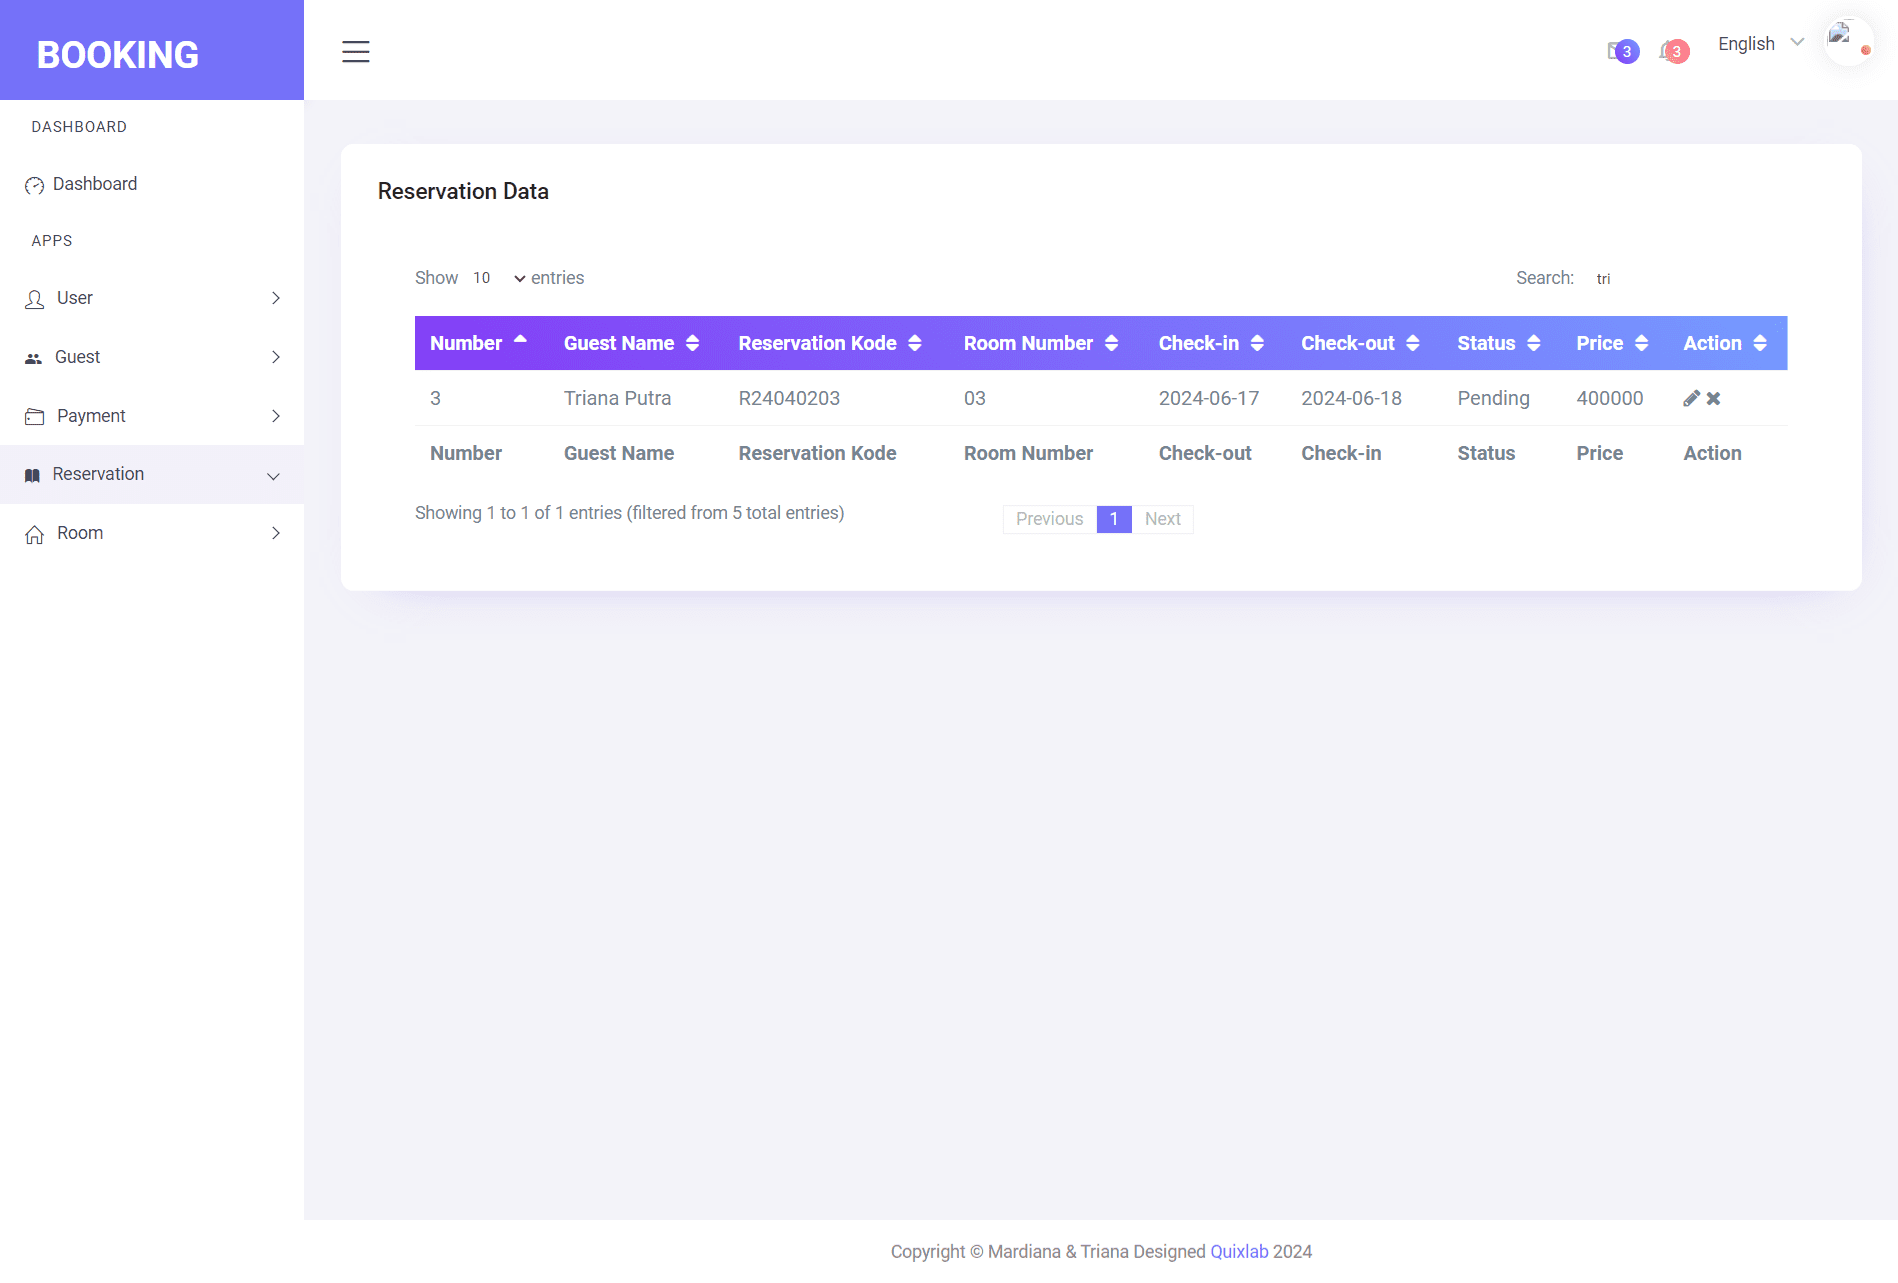 BOOKING
3
3
English
DASHBOARD
Dashboard
APPS
User
Guest
Payment
Reservation
Room
Reservation Data
Show 10 entries
Search: tri
Number Guest Name Reservation Kode Room Number Check-in Check-out Status Price Action
3 Triana Putra R24040203 03 2024-06-17 2024-06-18 Pending 400000
Number Guest Name Reservation Kode Room Number Check-out Check-in Status Price Action
Showing 1 to 1 of 1 entries (filtered from 5 total entries)
Previous 1 Next
Copyright © Mardiana & Triana Designed Quixlab 2024